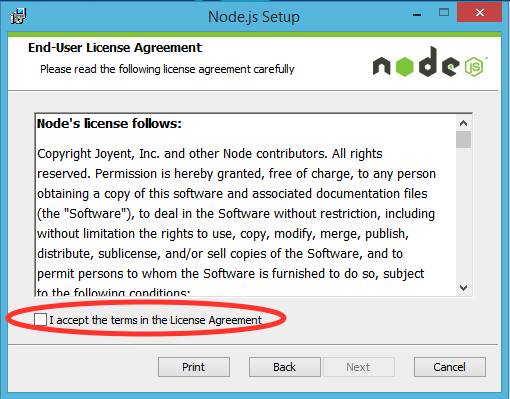 Node.js Setup
End-User License Agreement
Please read the following license agreement carefully
node
JS
Node's license follows:
Copyright Joyent, Inc. and other Node contributors. All rights
reserved. Permission is hereby granted, free of charge, to any person
obtaining a copy of this software and associated documentation files
(the "Software"), to deal in the Software without restriction, including
without limitation the rights to use, copy, modify, merge, publish,
distribute, sublicense, and/or sell copies of the Software, and to
permit persons to whom the Software is furnished to do so, subject
to the following conditions:
I accept the terms in the License Agreement
Print
Back
Next
Cancel